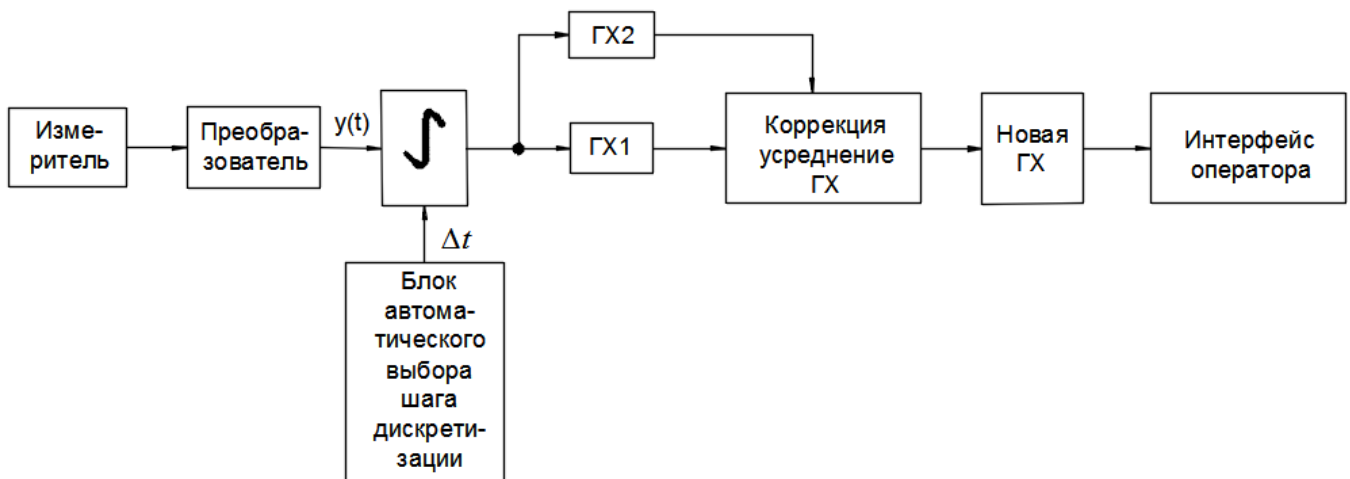 Изме-
ритель
Преобра-
зователь
y(t)
∫
Δt
Блок
автома-
тического
выбора
шага
дискрети-
зации
ГХ2
ГХ1
Коррекция
усреднение
ГХ
Новая
ГХ
Интерфейс
оператора